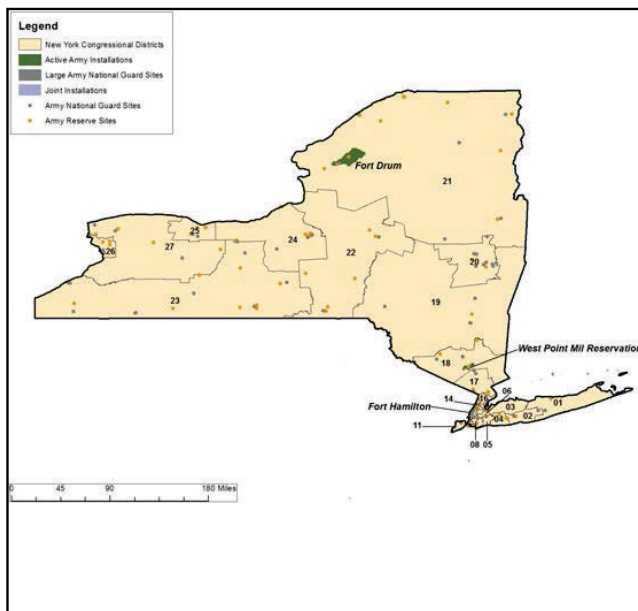 Legend
New York Congressional Districts
Active Army Installations
Large Army National Guard Sites
Joint Installations
Army National Guard Sites
Army Reserve Sites
Fort Drum
21
25
24
26
27
22
20
23
19
West Point Mil Reservation
18
17
06
14
16
01
Fort Hamilton
03
02
04
11
08
05
0
45
90
180 Miles